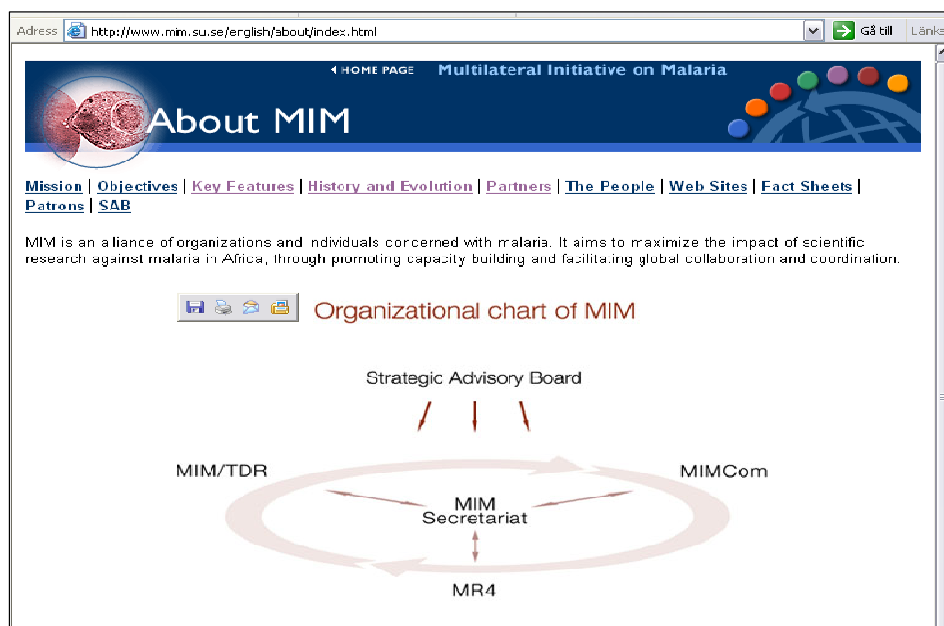 Adress http://www.mim.su.se/english/about/index.html Gå till Länka
HOME PAGE Multilateral Initiative on Malaria
About MIM
Mission | Objectives | Key Features | History and Evolution | Partners | The People | Web Sites | Fact Sheets |
Patrons | SAB
MIM is an alliance of organizations and individuals concerned with malaria. It aims to maximize the impact of scientific
research against malaria in Africa, through promoting capacity building and facilitating global collaboration and coordination.
Organizational chart of MIM
Strategic Advisory Board
MIM/TDR MIMCom
MIM
Secretariat
MR4